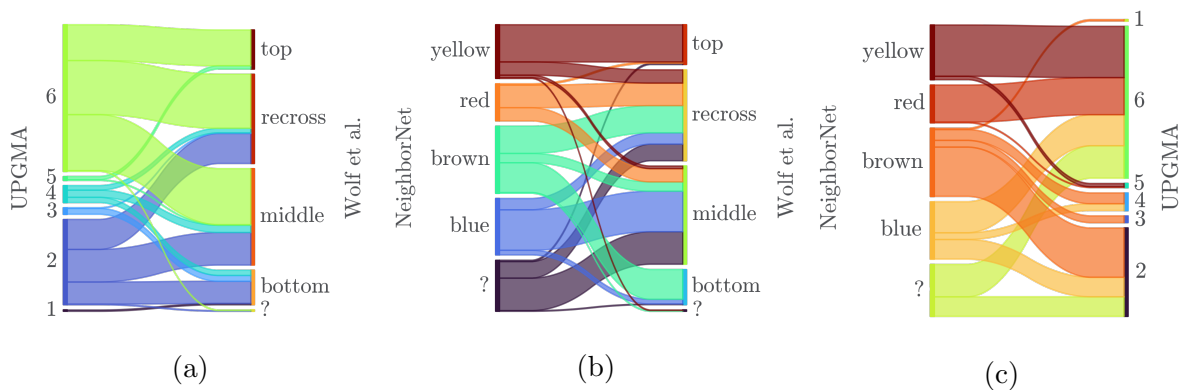 UPGMA
6
5
4
3
2
1
top
recross
middle
bottom
?
Wolf et al.
(a)
NeighborNet
yellow
red
brown
blue
?
top
recross
middle
bottom
?
Wolf et al.
(b)
NeighborNet
yellow
red
brown
blue
?
1
6
5
4
3
2
UPGMA
(c)